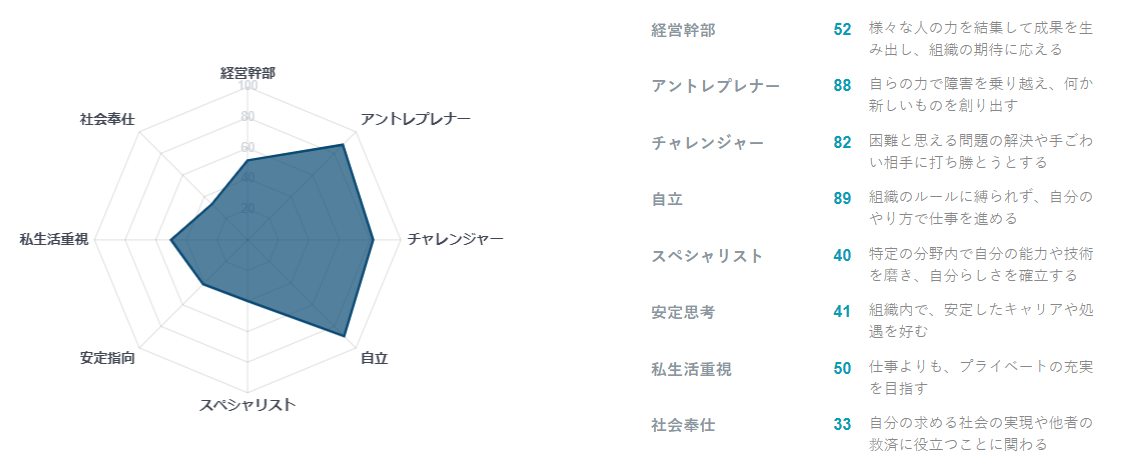 経営幹部
100
80
60
40
20
アントレプレナー
チャレンジャー
自立
スペシャリスト
安定指向
私生活重視
社会奉仕
経営幹部 52 様々な人の力を結集して成果を生
み出し、組織の期待に応える
アントレプレナー 88 自らの力で障害を乗り越え、何か
新しいものを創り出す
チャレンジャー 82 困難と思える問題の解決や手ごわ
い相手に打ち勝とうとする
自立 89 組織のルールに縛られず、自分の
やり方で仕事を進める
スペシャリスト 40 特定の分野内で自分の能力や技術
を磨き、自分らしさを確立する
安定思考 41 組織内で、安定したキャリアや処
遇を好む
私生活重視 50 仕事よりも、プライベートの充実
を目指す
社会奉仕 33 自分の求める社会の実現や他者の
救済に役立つことに関わる